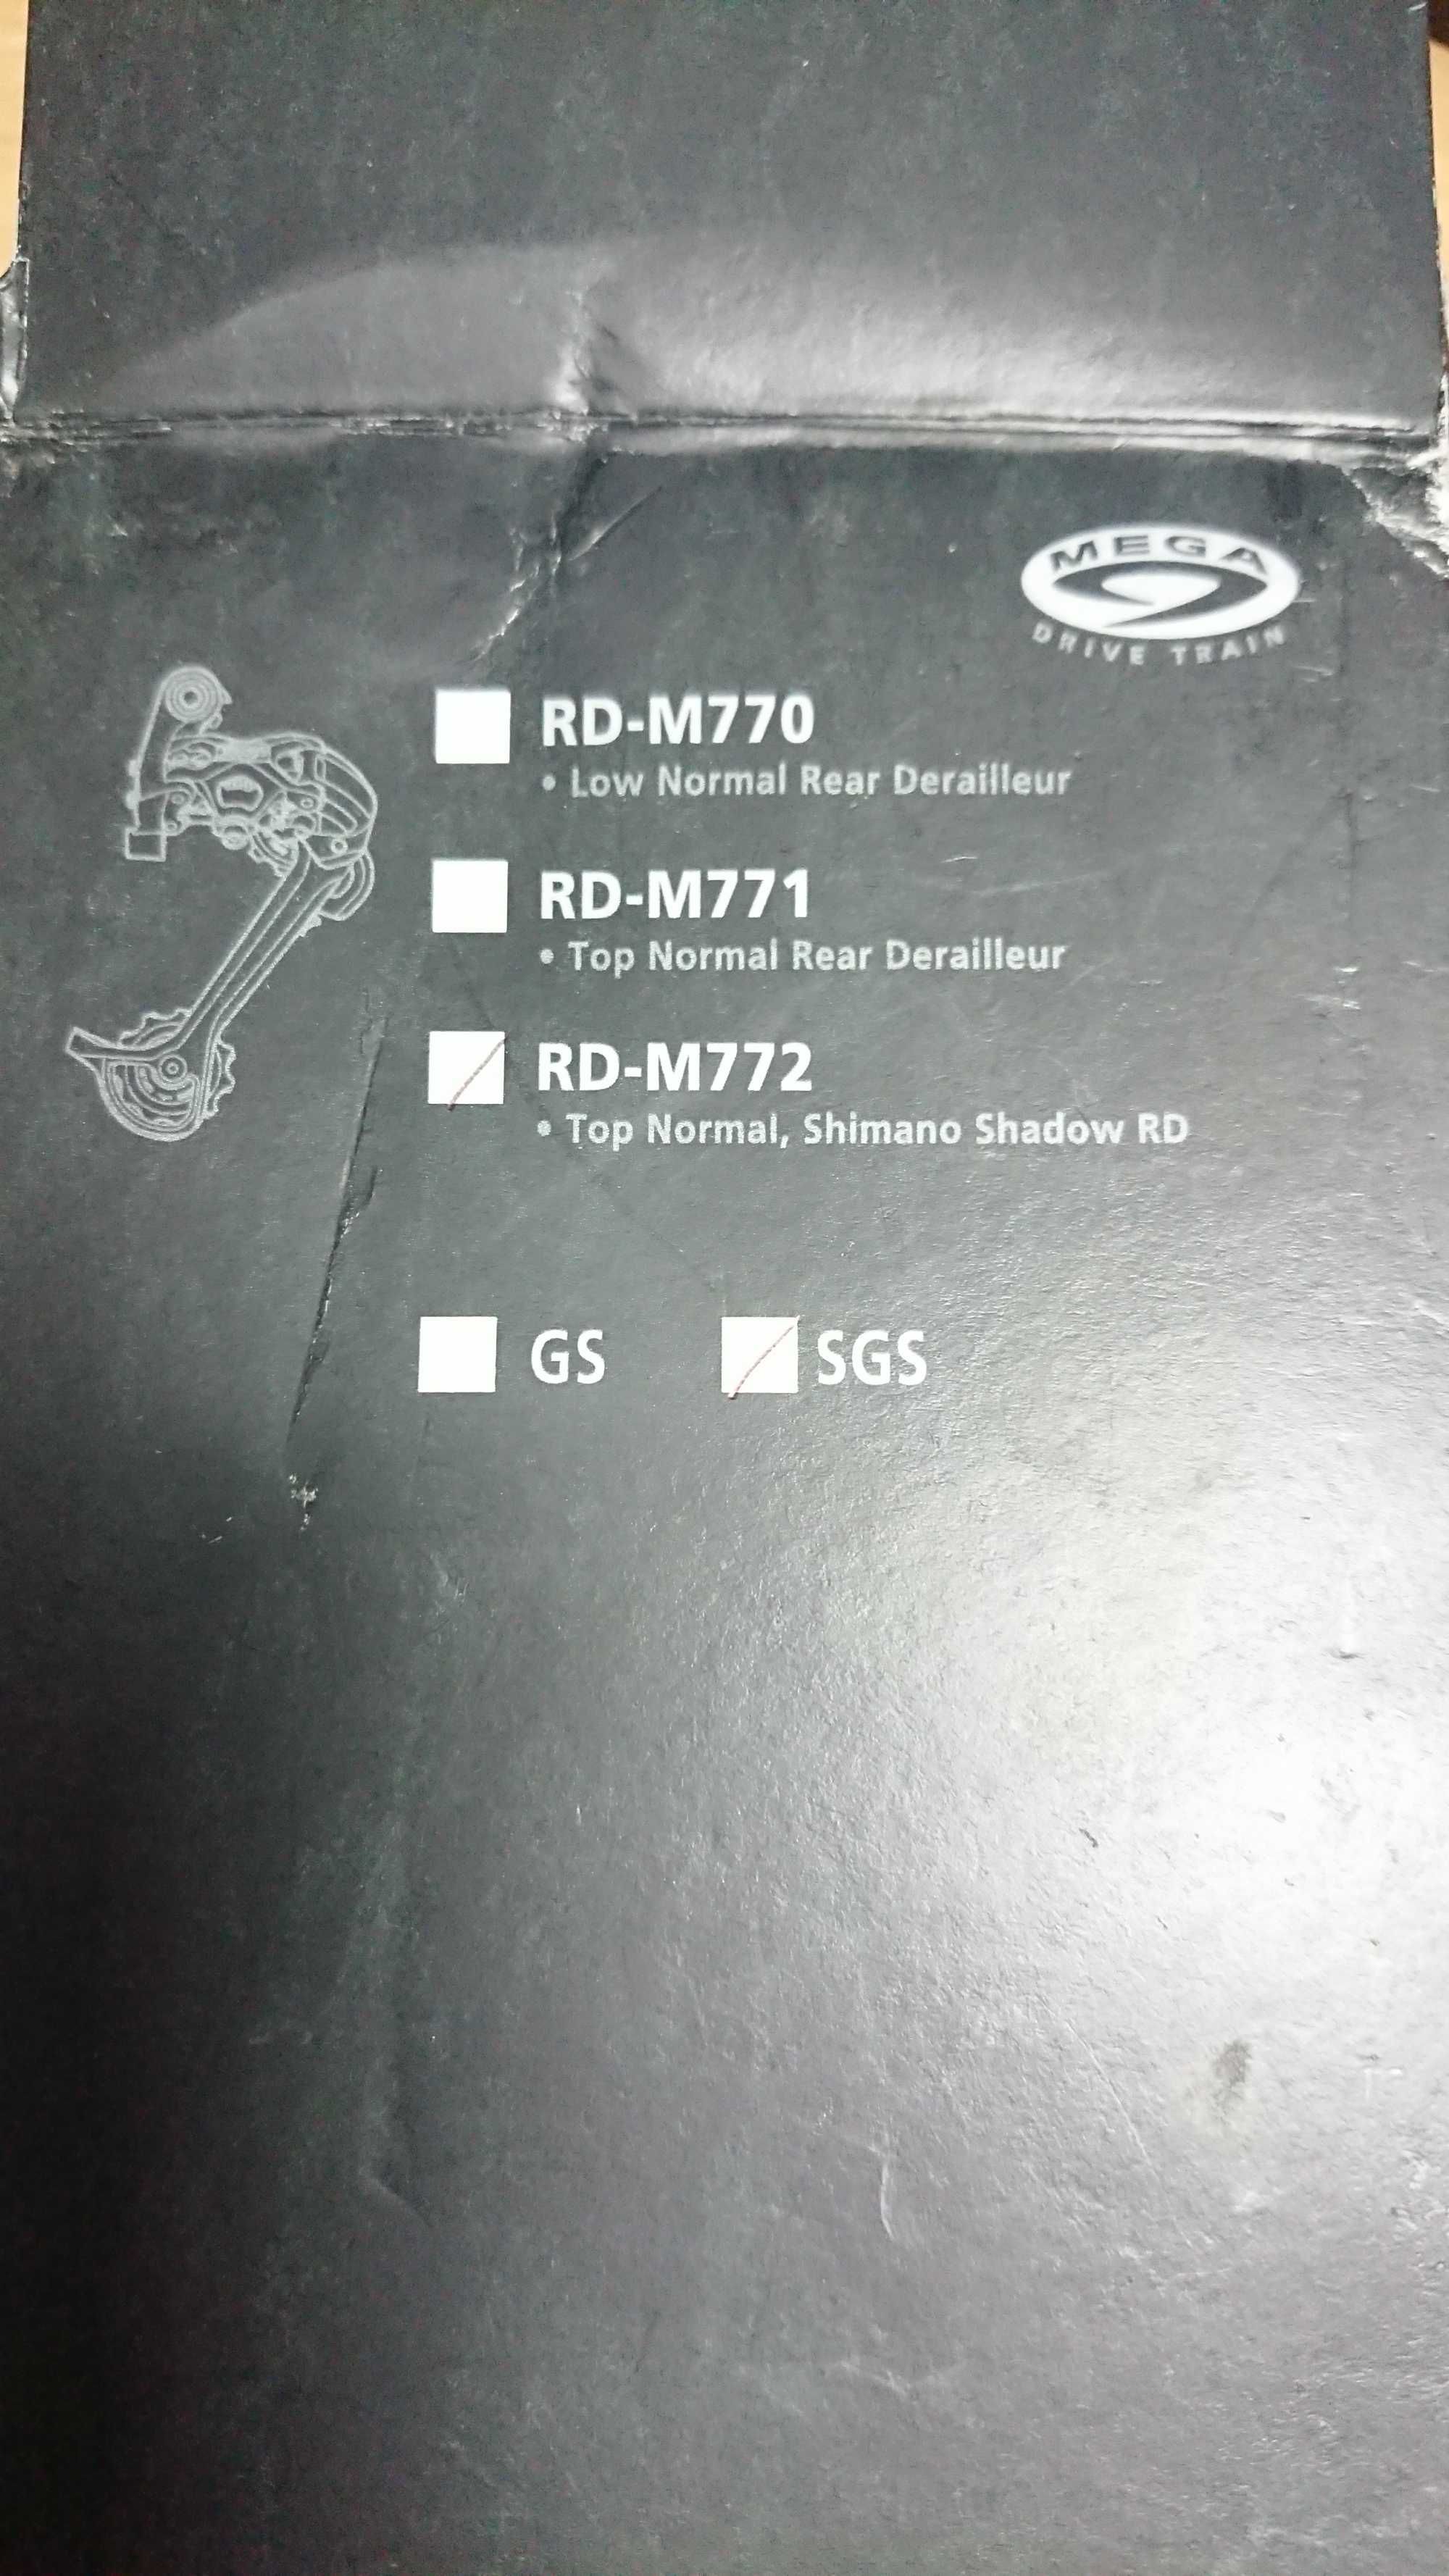 MEGA
9
DRIVE TRAIN
RD-M770
• Low Normal Rear Derailleur
RD-M771
• Top Normal Rear Derailleur
RD-M772
• Top Normal, Shimano Shadow RD
GS SGS